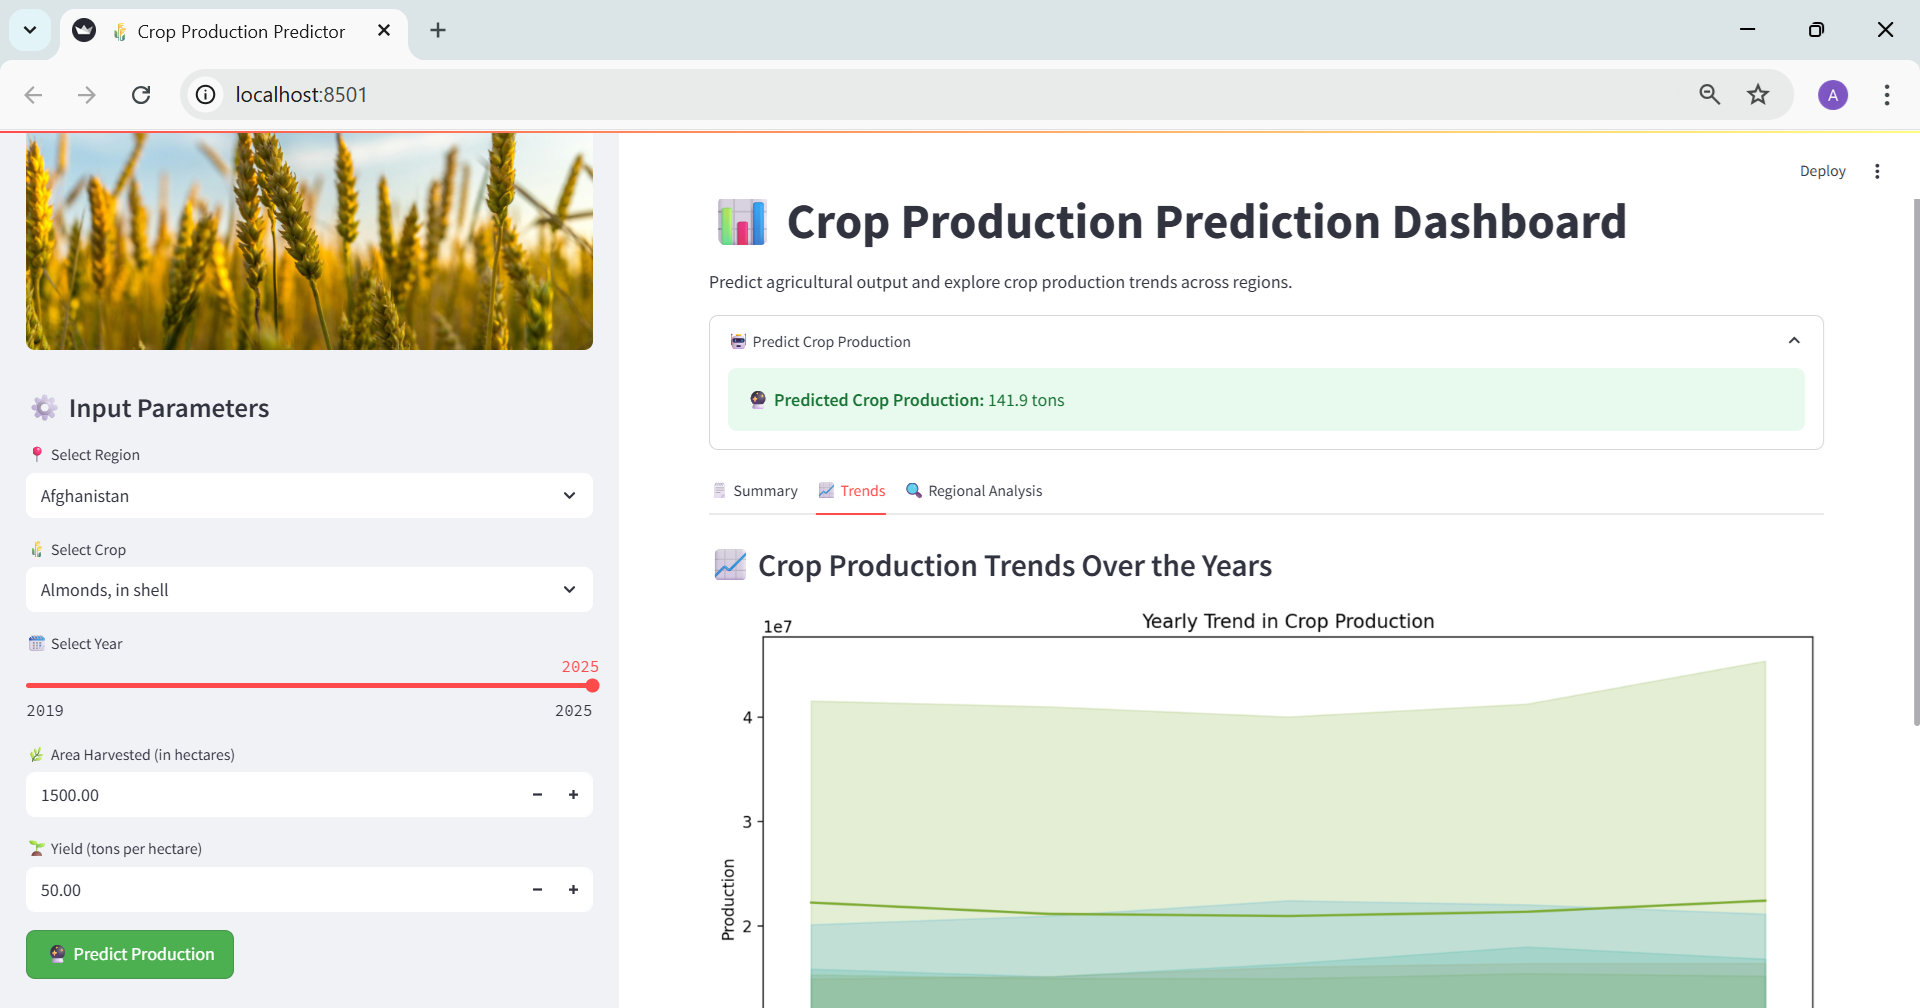 Crop Production Predictor
localhost:8501
A
Deploy
Input Parameters
Select Region
Afghanistan
Select Crop
Almonds, in shell
Select Year
2025
2019
2025
Area Harvested (in hectares)
1500.00
Yield (tons per hectare)
50.00
Predict Production
Crop Production Prediction Dashboard
Predict agricultural output and explore crop production trends across regions.
Predict Crop Production
Predicted Crop Production: 141.9 tons
Summary Trends Regional Analysis
Crop Production Trends Over the Years
Yearly Trend in Crop Production
1e7
4
3
2
Production